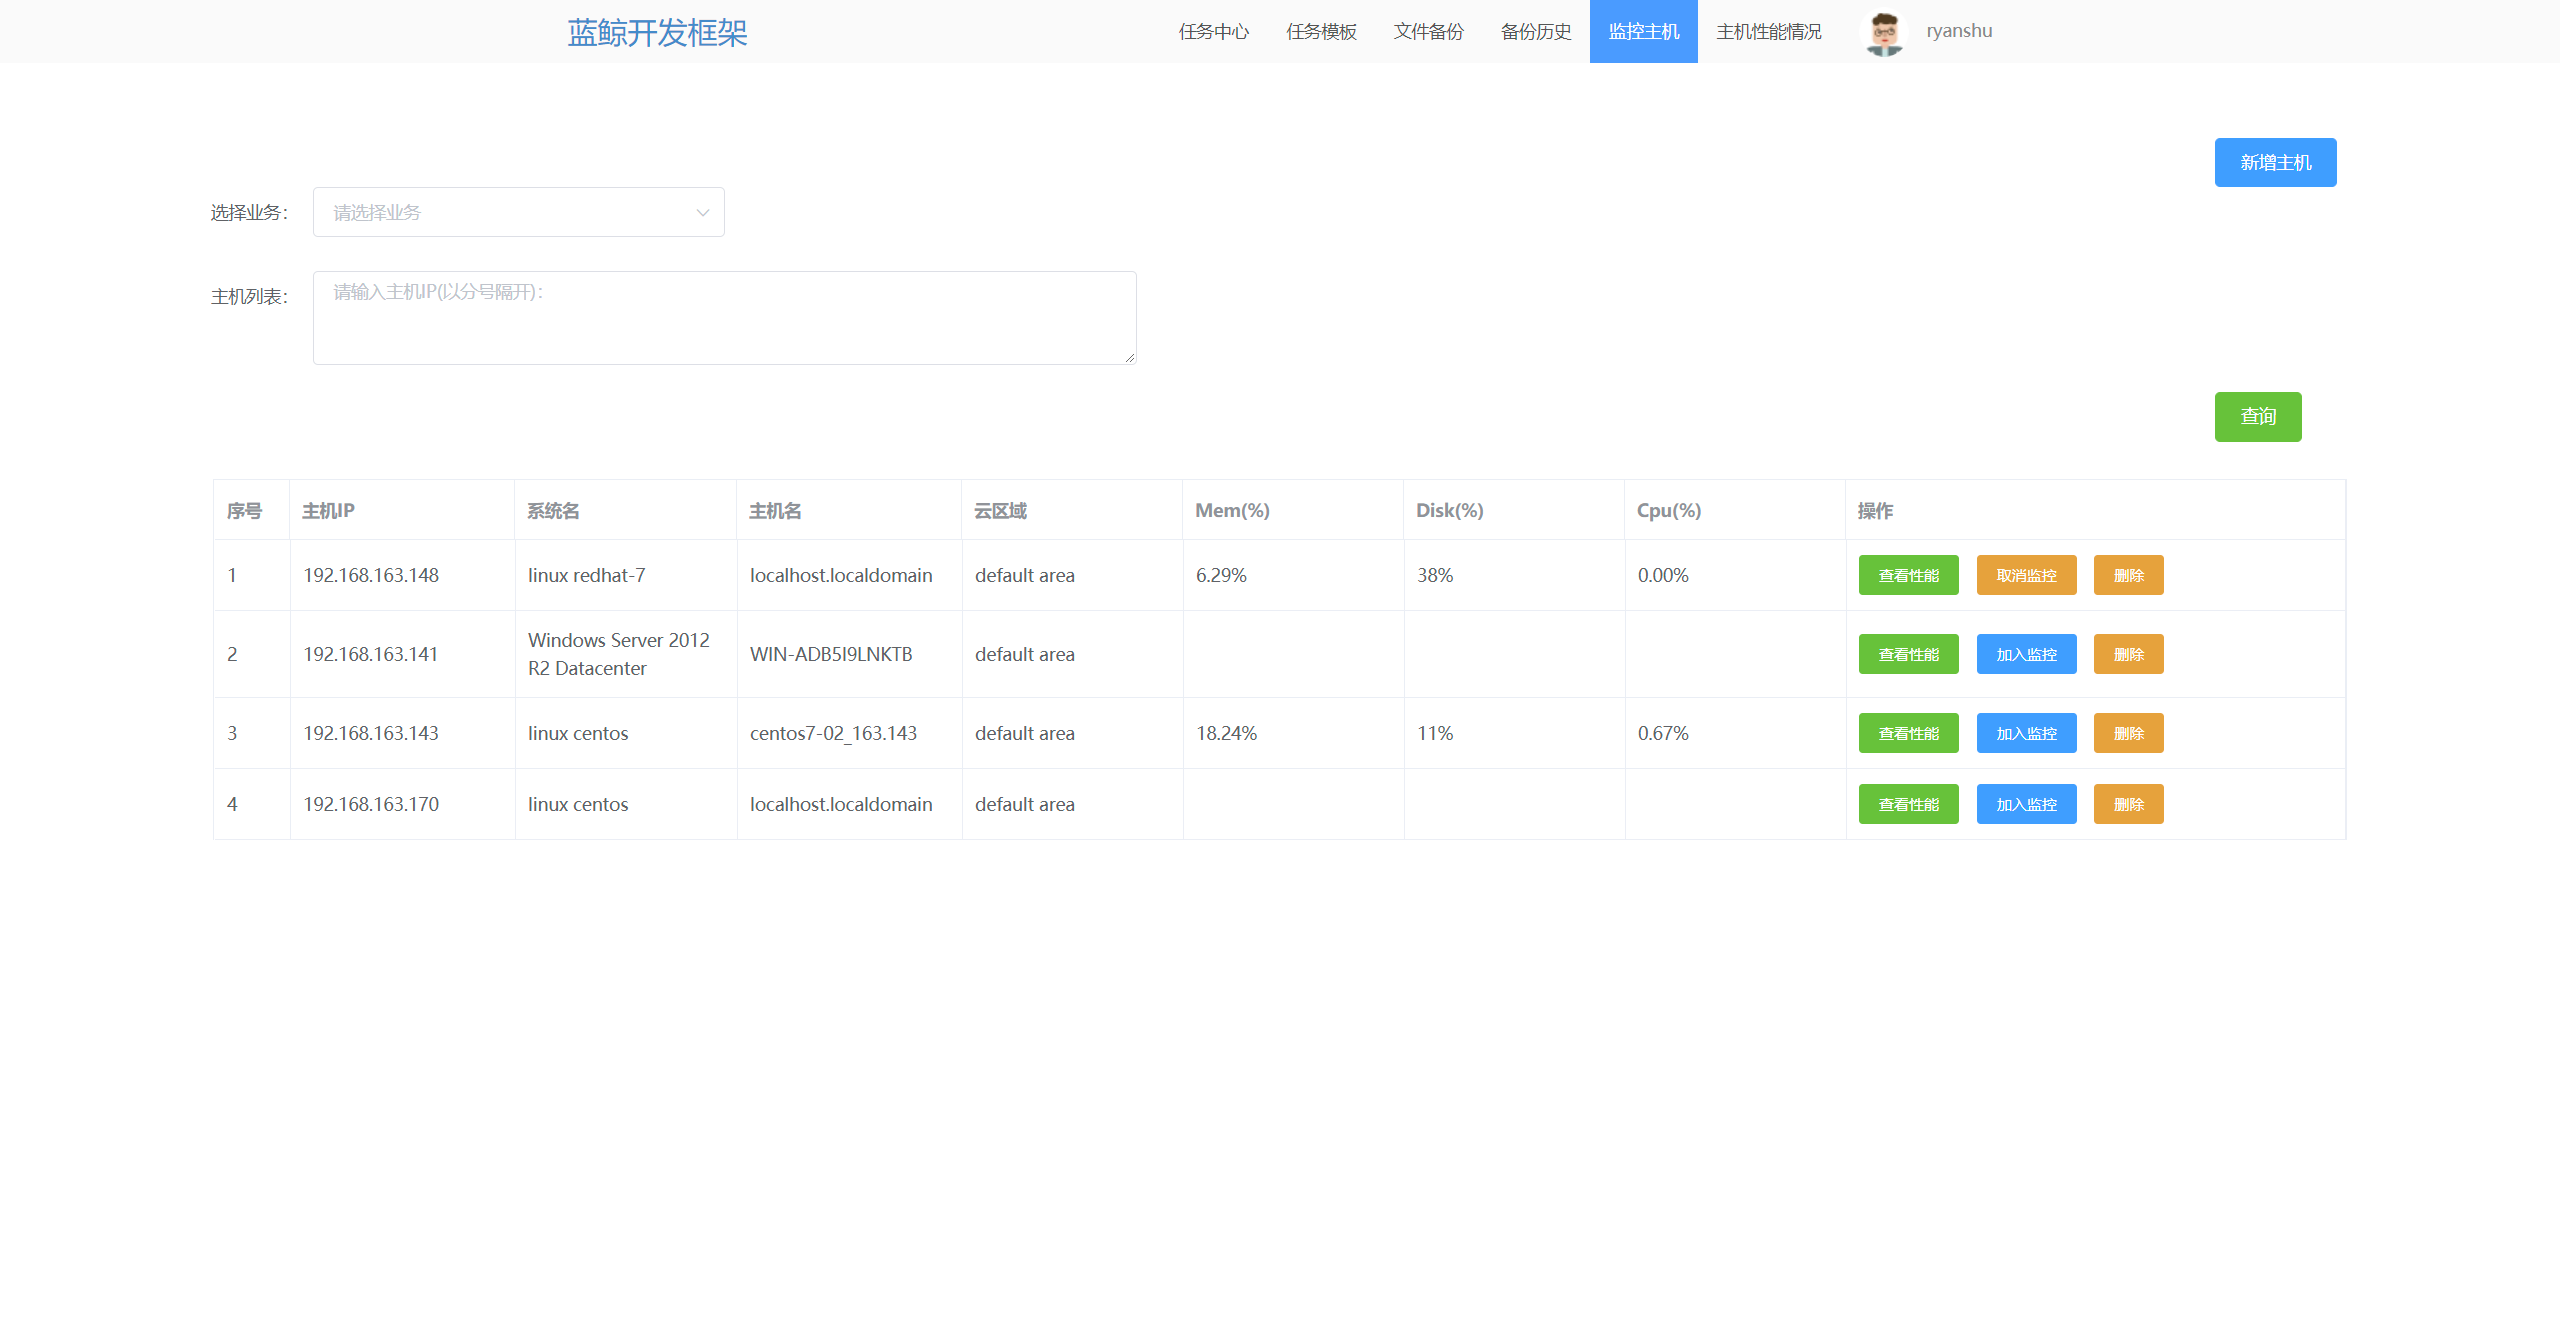 蓝鲸开发框架 任务中心 任务模板 文件备份 备份历史 监控主机 主机性能情况 ryanshu
新增主机
选择业务: 请选择业务
主机列表: 请输入主机IP(以分号隔开):
查询
序号 主机IP 系统名 主机名 云区域 Mem(%) Disk(%) Cpu(%) 操作
1 192.168.163.148 linux redhat-7 localhost.localdomain default area 6.29% 38% 0.00% 查看性能 取消监控 删除
2 192.168.163.141 Windows Server 2012 R2 Datacenter WIN-ADB5I9LNKTB default area 查看性能 加入监控 删除
3 192.168.163.143 linux centos centos7-02_163.143 default area 18.24% 11% 0.67% 查看性能 加入监控 删除
4 192.168.163.170 linux centos localhost.localdomain default area 查看性能 加入监控 删除